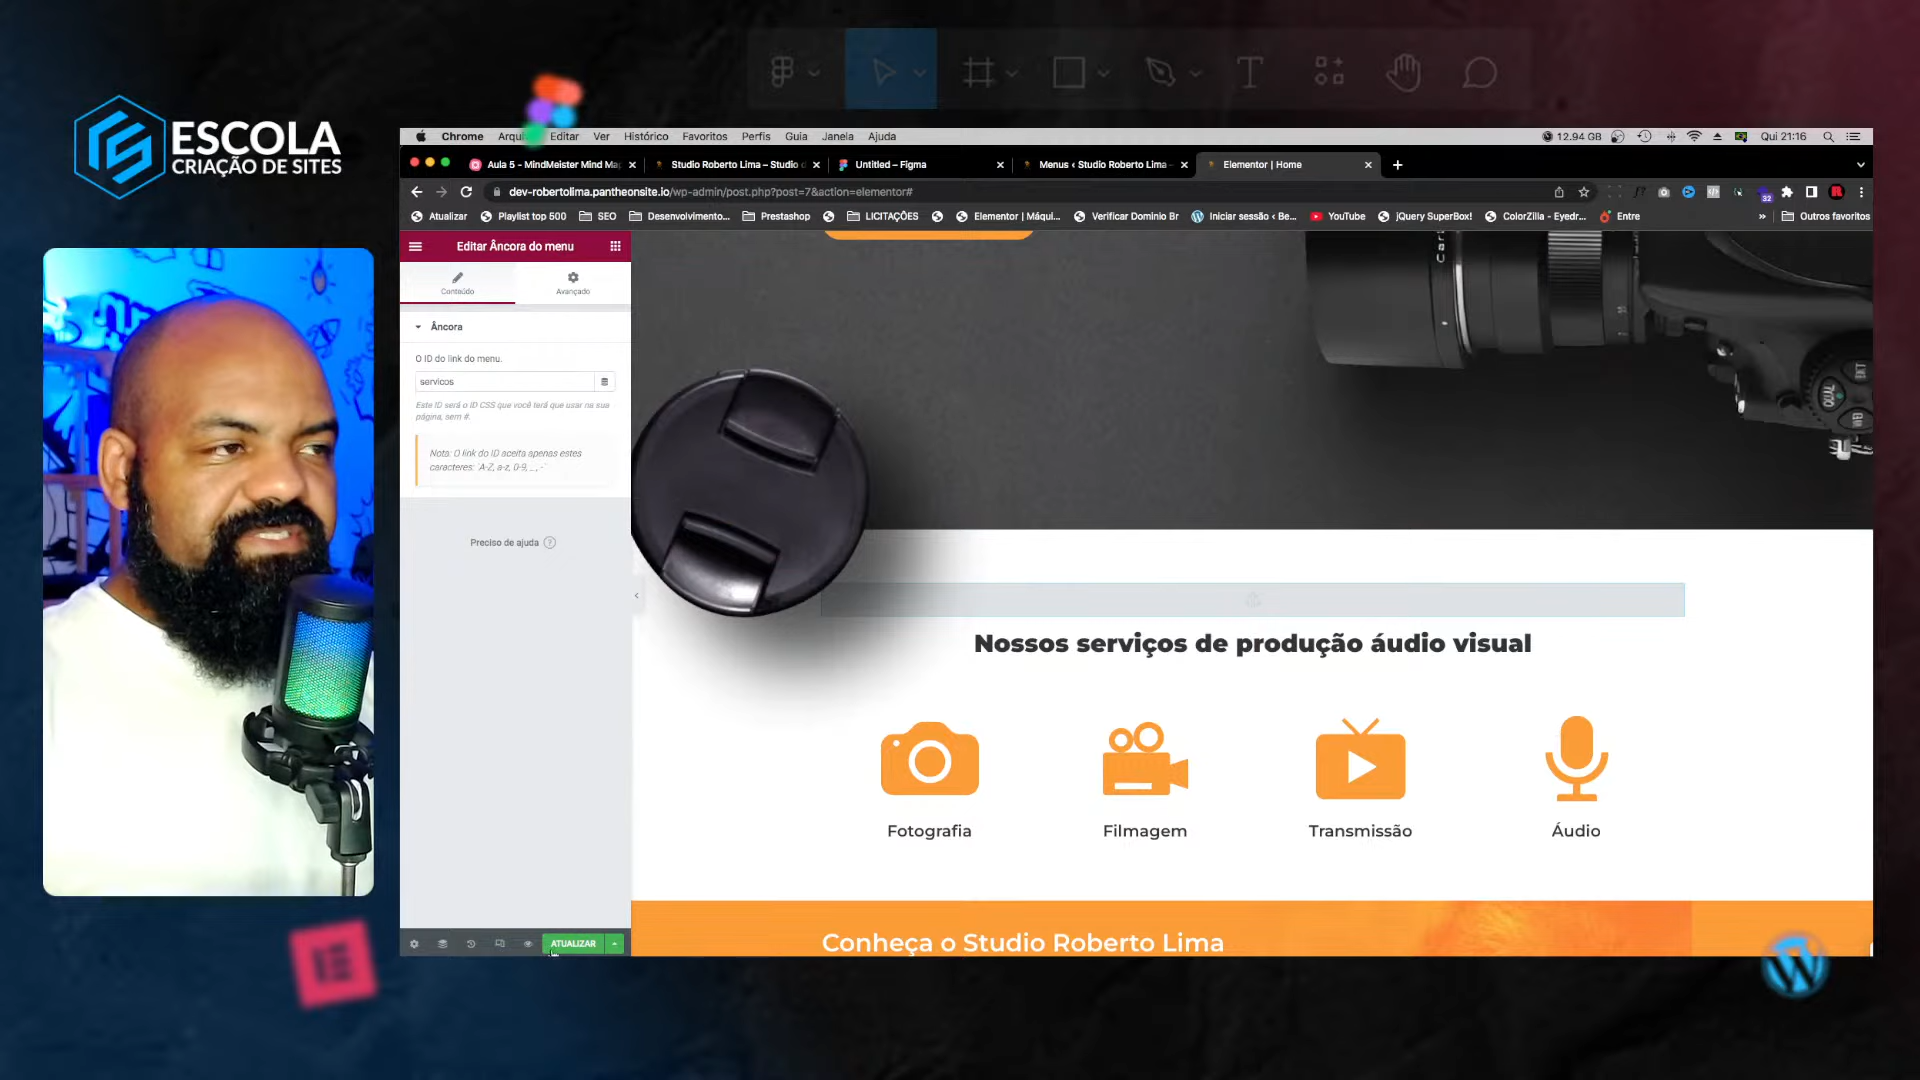 ESCOLA
CRIAÇÃO DE SITES
Chrome Arqui Editar Ver Histórico Favoritos Perfis Guia Janela Ajuda
12.94 GB Qui 21:16
Aula 5 - MindMeister Mind Ma
Studio Roberto Lima – Studio d
Untitled – Figma
Menus ‹ Studio Roberto Lima –
Elementor | Home
dev-robertolima.pantheonsite.io/wp-admin/post.php?post=7&action=elementor#
32
Atualizar Playlist top 500 SEO Desenvolvimento... Prestashop LICITAÇÕES Elementor | Máqui... Verificar Dominio Br Iniciar sessão ‹ Be... YouTube jQuery SuperBox! ColorZilla - Eyedr... Entre » Outros favoritos
Editar Âncora do menu
Conteúdo Avançado
Âncora
O ID do link do menu.
servicos
Este ID será o ID CSS que você terá que usar na sua
página, sem #.
Nota: O link do ID aceita apenas estes
caracteres: `A-Z, a-z, 0-9, _ , -`
Preciso de ajuda ?
ATUALIZAR
Nossos serviços de produção áudio visual
Fotografia Filmagem Transmissão Áudio
Conheça o Studio Roberto Lima